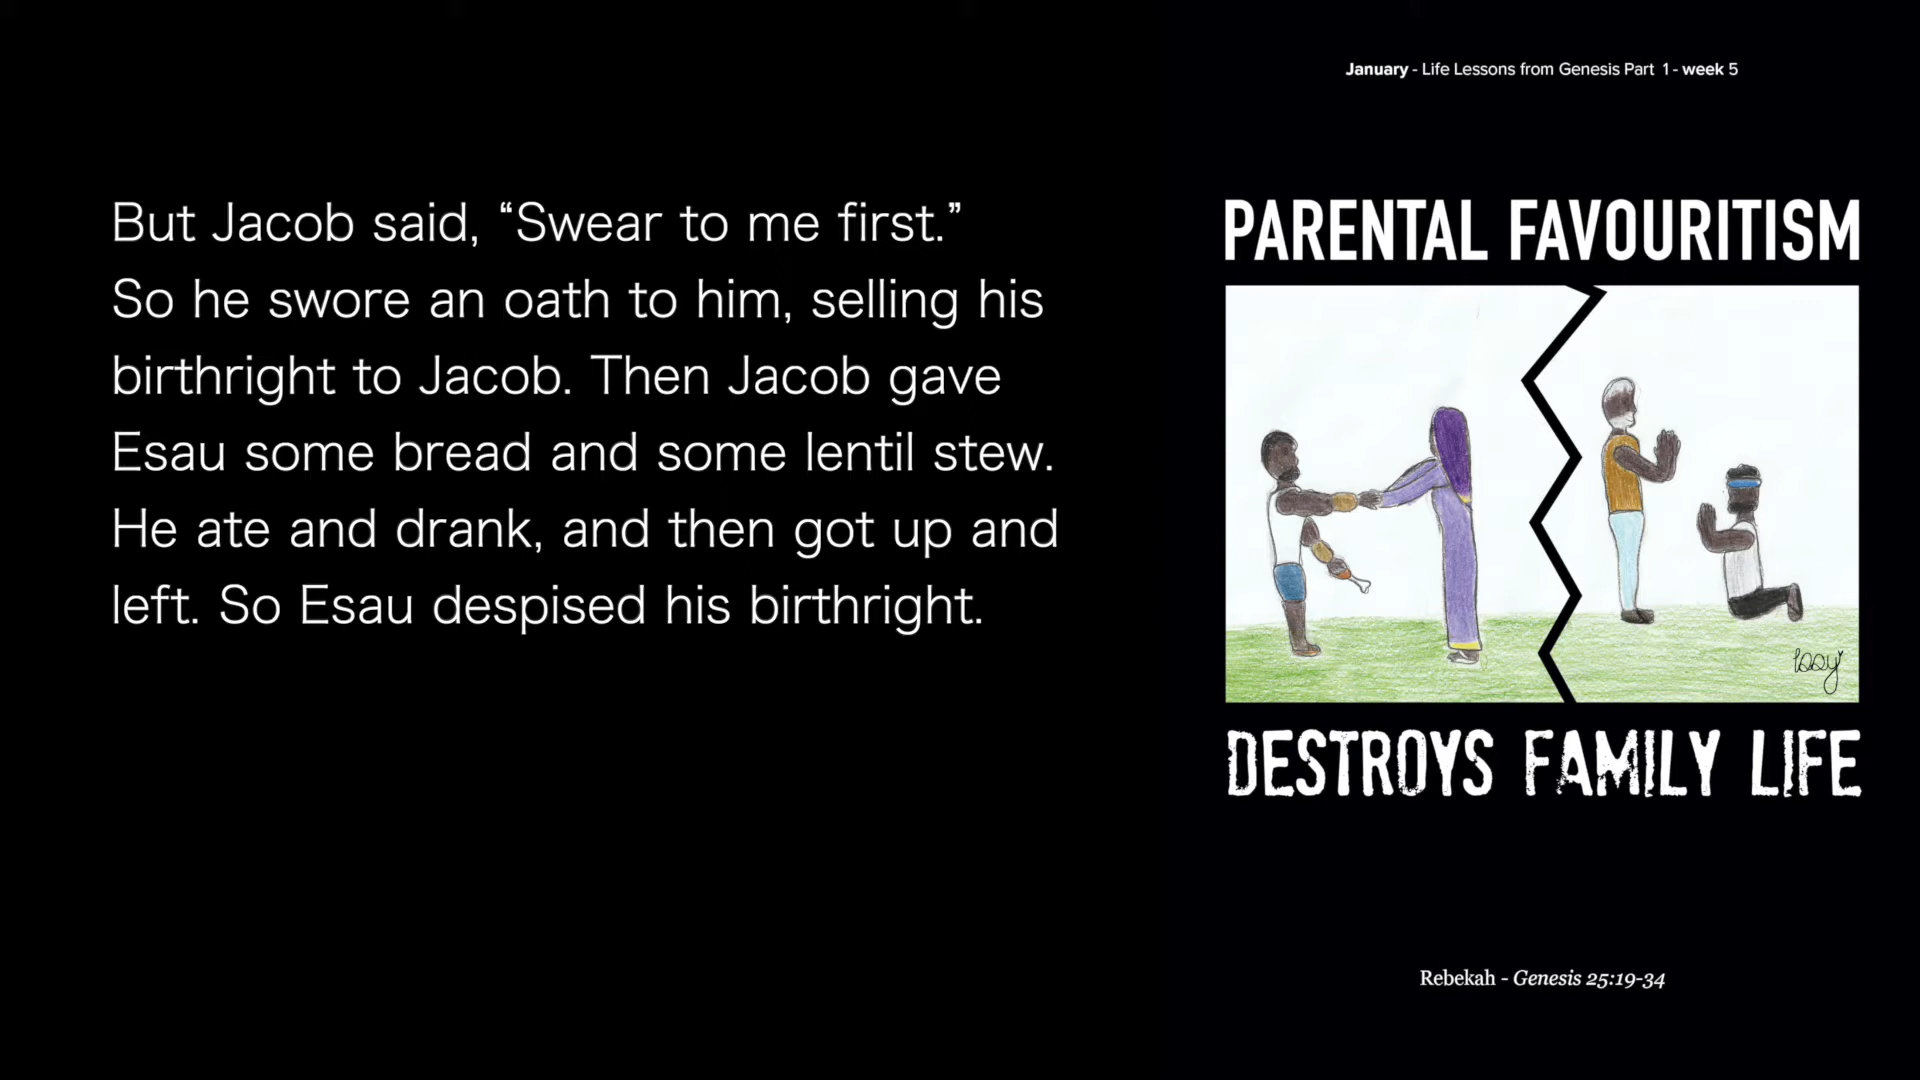 January - Life Lessons from Genesis Part 1 - week 5
But Jacob said, “Swear to me first.”
So he swore an oath to him, selling his
birthright to Jacob. Then Jacob gave
Esau some bread and some lentil stew.
He ate and drank, and then got up and
left. So Esau despised his birthright.
PARENTAL FAVOURITISM
Issy
DESTROYS FAMILY LIFE
Rebekah - Genesis 25:19-34